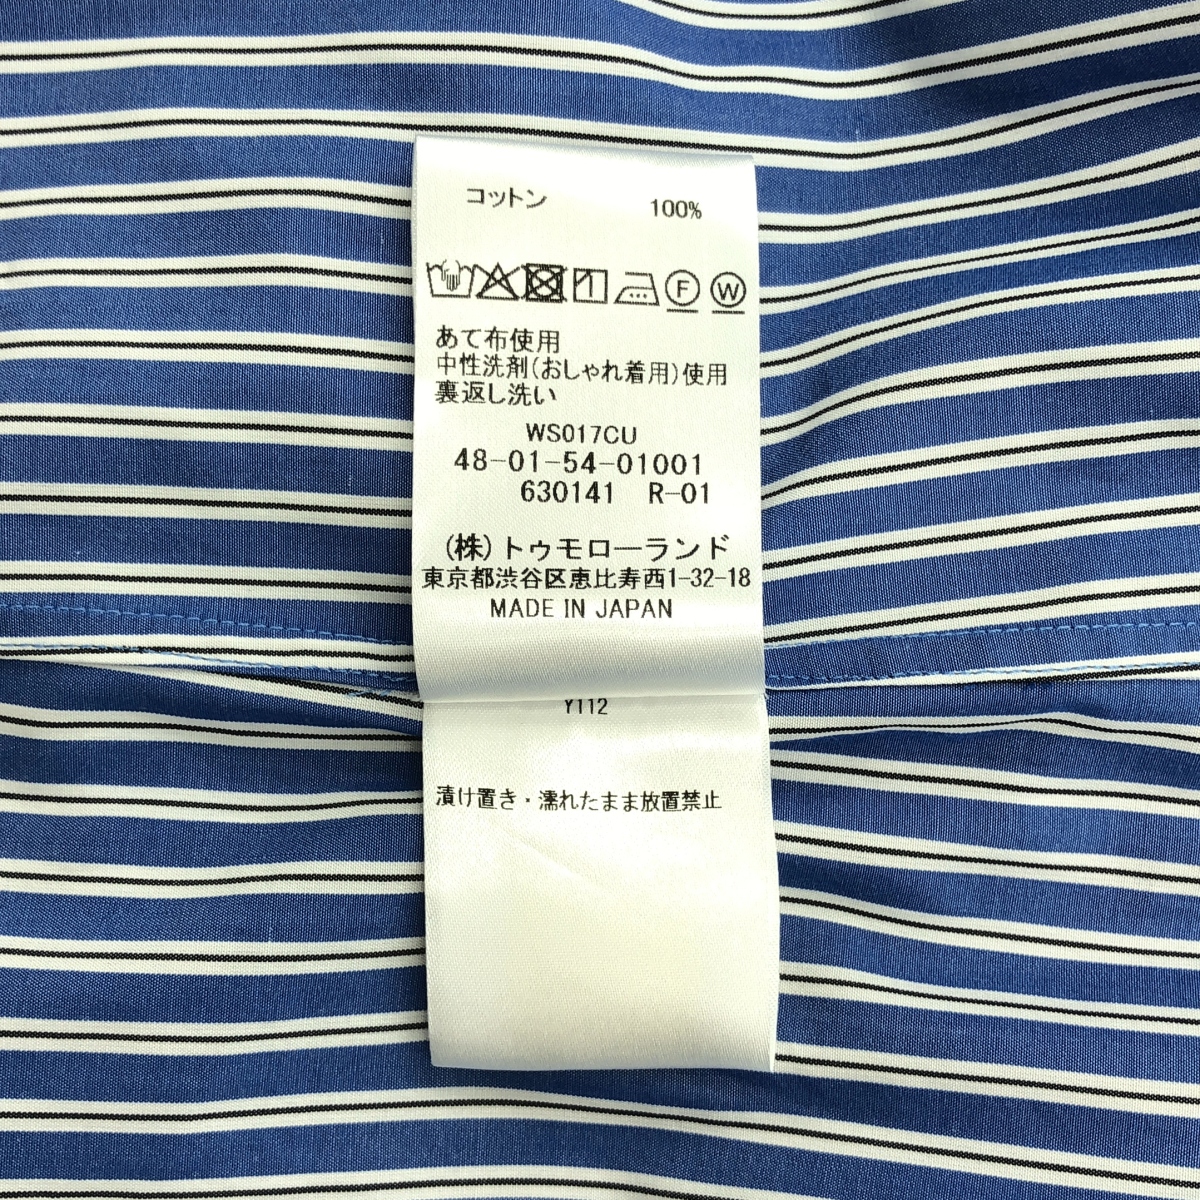 コットン 100%
F W
あて布使用
中性洗剤(おしゃれ着用)使用
裏返し洗い
WS017CU
48-01-54-01001
630141 R-01
(株)トゥモローランド
東京都渋谷区恵比寿西1-32-18
MADE IN JAPAN
Y112
漬け置き・濡れたまま放置禁止